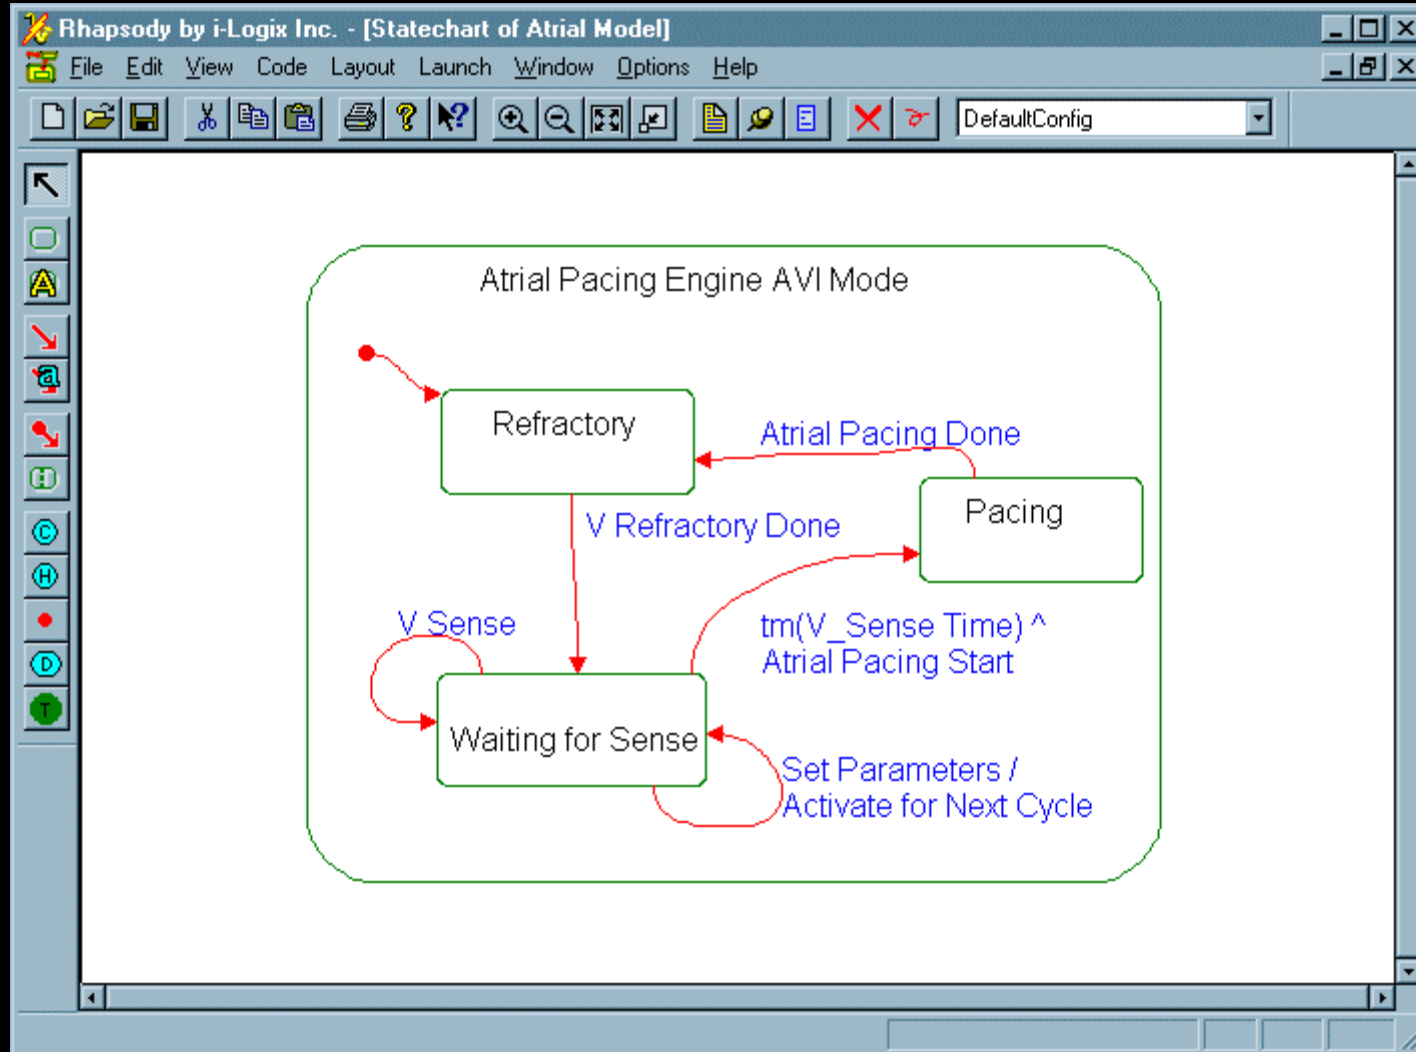 Rhapsody by i-Logix Inc. - [Statechart of Atrial Model]
File Edit View Code Layout Launch Window Options Help
DefaultConfig
A
a
C
H
D
T
Atrial Pacing Engine AVI Mode
Refractory
Atrial Pacing Done
Pacing
V Refractory Done
V Sense
tm(V_Sense Time) ^
Atrial Pacing Start
Waiting for Sense
Set Parameters /
Activate for Next Cycle